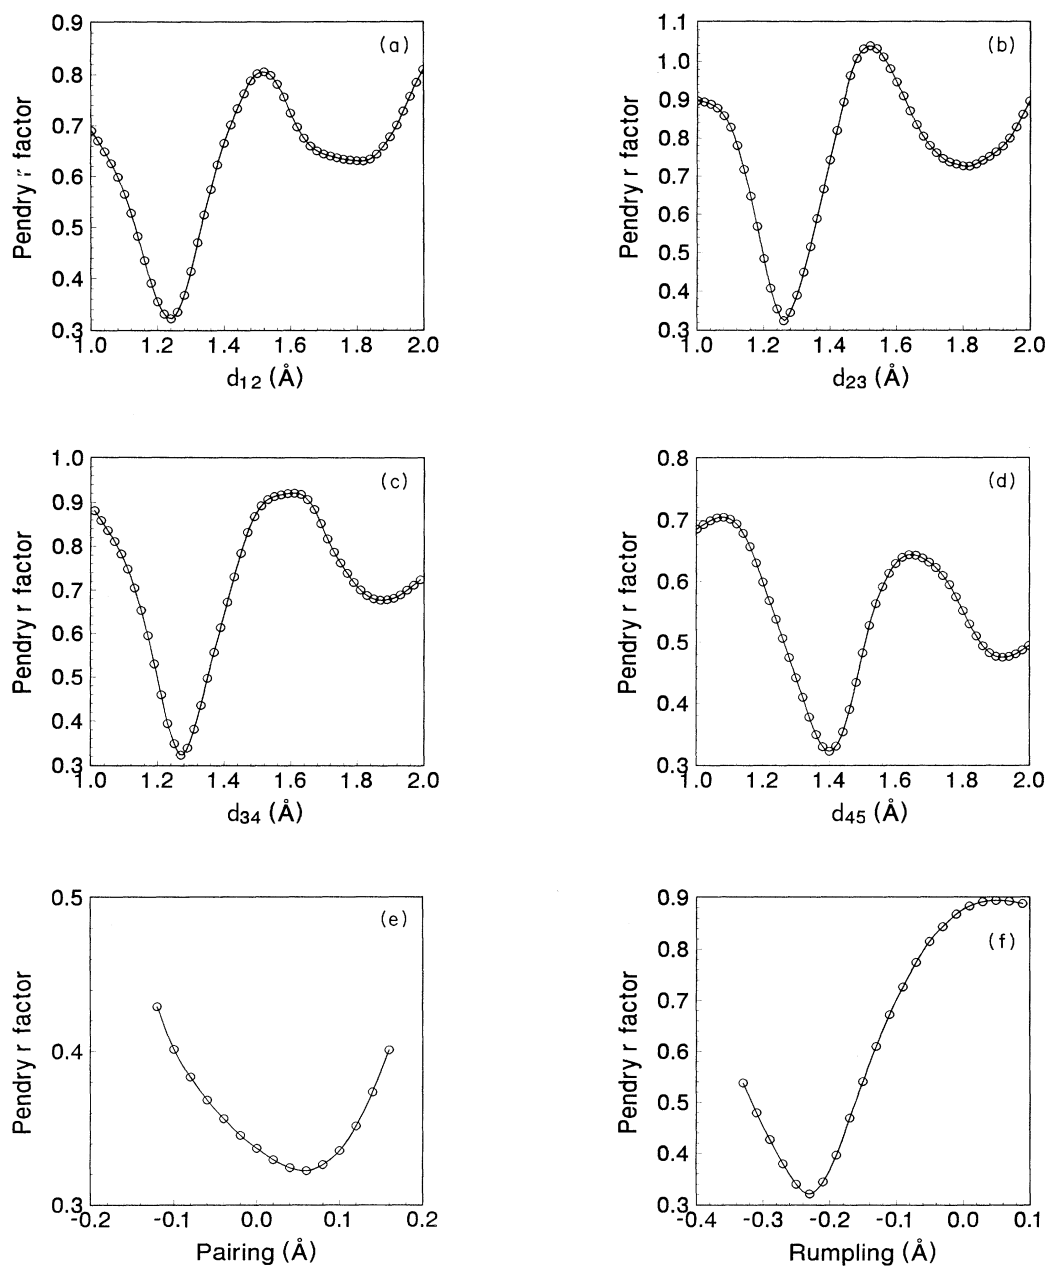 0.9
0.8
0.7
0.6
0.5
0.4
0.3
Pendry r factor
(a)
1.0 1.2 1.4 1.6 1.8 2.0
d12 (Å)
1.1
1.0
0.9
0.8
0.7
0.6
0.5
0.4
0.3
Pendry r factor
(b)
1.0 1.2 1.4 1.6 1.8 2.0
d23 (Å)
1.0
0.9
0.8
0.7
0.6
0.5
0.4
0.3
Pendry r factor
(c)
1.0 1.2 1.4 1.6 1.8 2.0
d34 (Å)
0.8
0.7
0.6
0.5
0.4
0.3
Pendry r factor
(d)
1.0 1.2 1.4 1.6 1.8 2.0
d45 (Å)
0.5
0.4
0.3
Pendry r factor
(e)
-0.2 -0.1 0.0 0.1 0.2
Pairing (Å)
0.9
0.8
0.7
0.6
0.5
0.4
0.3
Pendry r factor
(f)
-0.4 -0.3 -0.2 -0.1 0.0 0.1
Rumpling (Å)